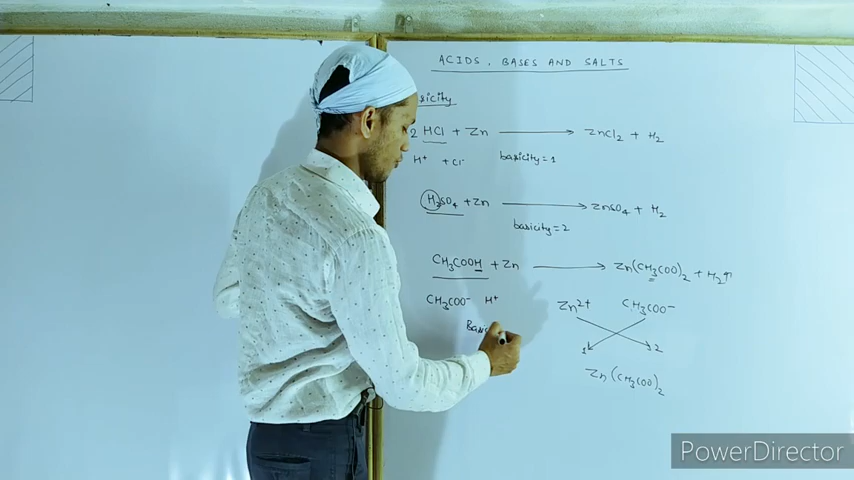 ACIDS, BASES AND SALTS
sicity
2 HCl + Zn → ZnCl2 + H2
H+ + Cl- basicity = 1
H2SO4 + Zn → ZnSO4 + H2
basicity = 2
CH3COOH + Zn → Zn(CH3COO)2 + H2↑
CH3COO- H+ Zn2+ CH3COO-
Basic
1 2
Zn(CH3COO)2
PowerDirector